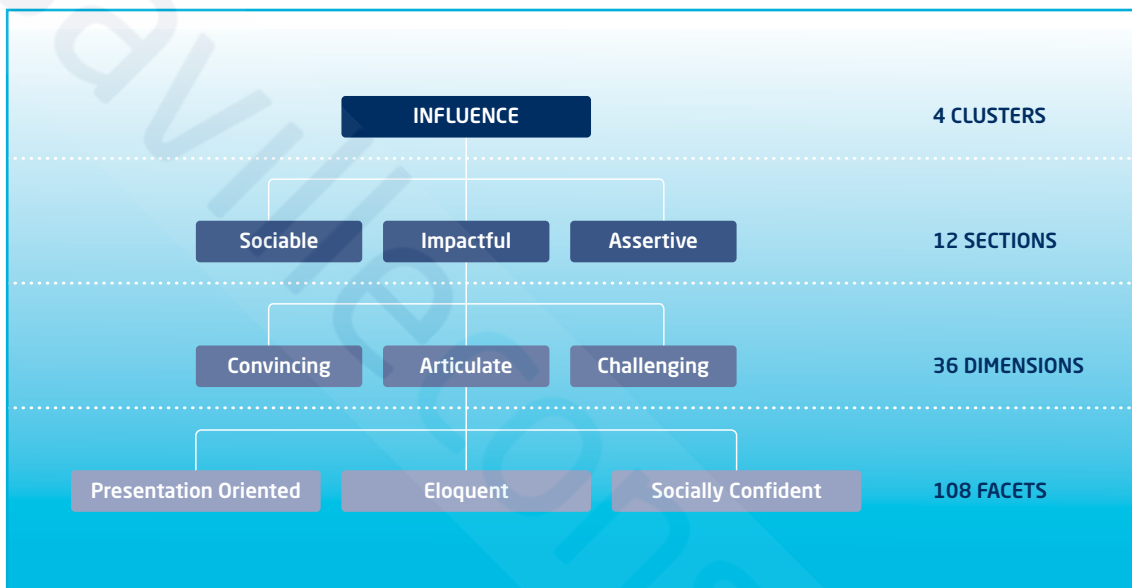 INFLUENCE 4 CLUSTERS
Sociable Impactful Assertive 12 SECTIONS
Convincing Articulate Challenging 36 DIMENSIONS
Presentation Oriented Eloquent Socially Confident 108 FACETS